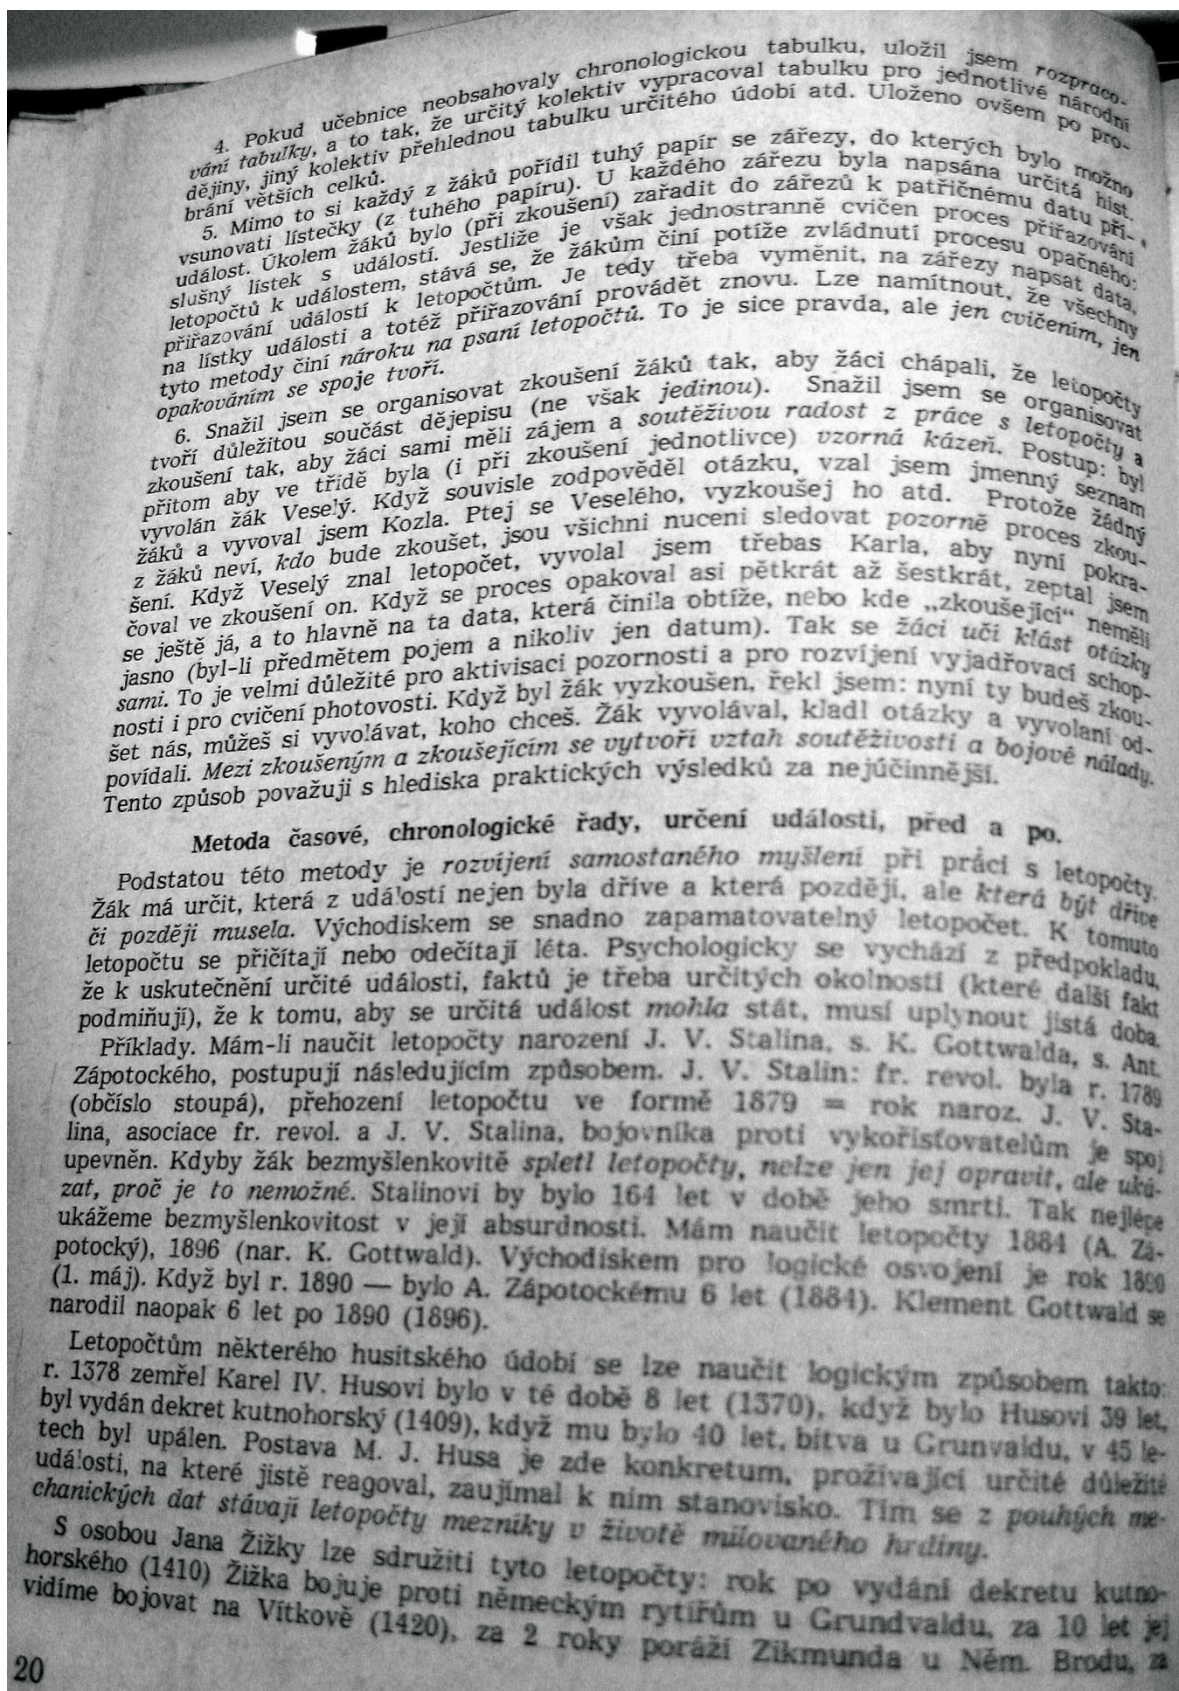 4. Pokud učebnice neobsahovaly chronologickou tabulku, uložil jsem rozpraco-
vání tabulky, a to tak, že určitý kolektiv vypracoval tabulku pro jednotlivé národní
dějiny, jiný kolektiv přehlednou tabulku určitého údobí atd. Uloženo ovšem po pro-
brání větších celků.
5. Mimo to si každý z žáků pořídil tuhý papír se zářezy, do kterých bylo možno
vsunovati lístečky (z tuhého papíru). U každého zářezu byla napsána určitá hist.
událost. Úkolem žáků bylo (při zkoušení) zařadit do zářezů k patřičnému datu pří-
slušný lístek s událostí. Jestliže je však jednostranně cvičen proces přiřazování
letopočtů k událostem, stává se, že žákům činí potíže zvládnutí procesu opačného:
přiřazování událostí k letopočtům. Je tedy třeba vyměnit, na zářezy napsat data,
na lístky události a totéž přiřazování provádět znovu. Lze namítnout, že všechny
tyto metody činí nároku na psaní letopočtů. To je sice pravda, ale jen cvičením, jen
opakováním se spoje tvoří.
6. Snažil jsem se organisovat zkoušení žáků tak, aby žáci chápali, že letopočty
tvoří důležitou součást dějepisu (ne však jedinou). Snažil jsem se organisovat
zkoušení tak, aby žáci sami měli zájem a soutěživou radost z práce s letopočty a
přitom aby ve třídě byla (i při zkoušení jednotlivce) vzorná kázeň. Postup: byl
vyvolán žák Veselý. Když souvisle zodpověděl otázku, vzal jsem jmenný seznam
žáků a vyvoval jsem Kozla. Ptej se Veselého, vyzkoušej ho atd. Protože žádný
z žáků neví, kdo bude zkoušet, jsou všichni nuceni sledovat pozorně proces zkou-
šení. Když Veselý znal letopočet, vyvolal jsem třebas Karla, aby nyní pokra-
čoval ve zkoušení on. Když se proces opakoval asi pětkrát až šestkrát, zeptal jsem
se ještě já, a to hlavně na ta data, která činila obtíže, nebo kde „zkoušející“ neměli
jasno (byl-li předmětem pojem a nikoliv jen datum). Tak se žáci učí klást otázky
sami. To je velmi důležité pro aktivisaci pozornosti a pro rozvíjení vyjadřovací schop-
nosti i pro cvičení photovosti. Když byl žák vyzkoušen, řekl jsem: nyní ty budeš zkou-
šet nás, můžeš si vyvolávat, koho chceš. Žák vyvolával, kladl otázky a vyvolaní od-
povídali. Mezi zkoušeným a zkoušejícím se vytvoří vztah soutěživosti a bojové nálady.
Tento způsob považuji s hlediska praktických výsledků za nejúčinnější.
Metoda časové, chronologické řady, určení události, před a po.
Podstatou této metody je rozvíjení samostaného myšlení při práci s letopočty.
Žák má určit, která z událostí nejen byla dříve a která později, ale která být dříve
či později musela. Východiskem se snadno zapamatovatelný letopočet. K tomuto
letopočtu se přičítají nebo odečítají léta. Psychologicky se vychází z předpokladu,
že k uskutečnění určité události, faktů je třeba určitých okolností (které další fakt
podmiňují), že k tomu, aby se určitá událost mohla stát, musí uplynout jistá doba.
Příklady. Mám-li naučit letopočty narození J. V. Stalina, s. K. Gottwalda, s. Ant.
Zápotockého, postupují následujícím způsobem. J. V. Stalin: fr. revol. byla r. 1789
(občíslo stoupá), přehození letopočtu ve formě 1879 = rok naroz. J. V. Sta-
lina, asociace fr. revol. a J. V. Stalina, bojovníka proti vykořisťovatelům je spoj
upevněn. Kdyby žák bezmyšlenkovitě spletl letopočty, nelze jen jej opravit, ale uká-
zat, proč je to nemožné. Stalinovi by bylo 164 let v době jeho smrti. Tak nejlépe
ukážeme bezmyšlenkovitost v její absurdnosti. Mám naučit letopočty 1884 (A. Zá-
potocký), 1896 (nar. K. Gottwald). Východiskem pro logické osvojení je rok 1890
(1. máj). Když byl r. 1890 — bylo A. Zápotockému 6 let (1884). Klement Gottwald se
narodil naopak 6 let po 1890 (1896).
Letopočtům některého husitského údobí se lze naučit logickým způsobem takto:
r. 1378 zemřel Karel IV. Husovi bylo v té době 8 let (1370), když bylo Husovi 39 let,
byl vydán dekret kutnohorský (1409), když mu bylo 40 let, bitva u Grunvaldu, v 45 le-
tech byl upálen. Postava M. J. Husa je zde konkretum, prožívající určité důležité
události, na které jistě reagoval, zaujímal k nim stanovisko. Tím se z pouhých me-
chanických dat stávají letopočty mezníky v životě milovaného hrdiny.
S osobou Jana Žižky lze sdružiti tyto letopočty: rok po vydání dekretu kutno-
horského (1410) Žižka bojuje proti německým rytířům u Grundvaldu, za 10 let jej
vidíme bojovat na Vítkově (1420), za 2 roky poráží Zikmunda u Něm. Brodu, za
20